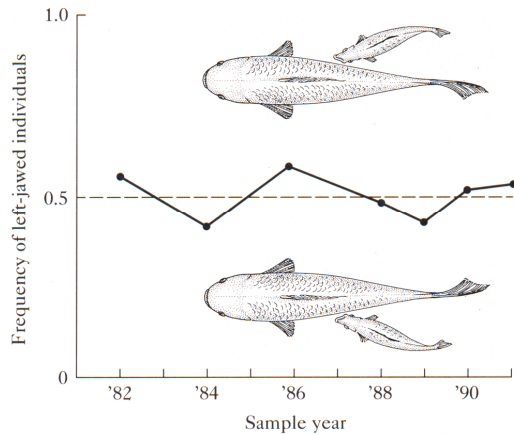 1.0
Frequency of left-jawed individuals
0.5
0
'82 '84 '86 '88 '90
Sample year